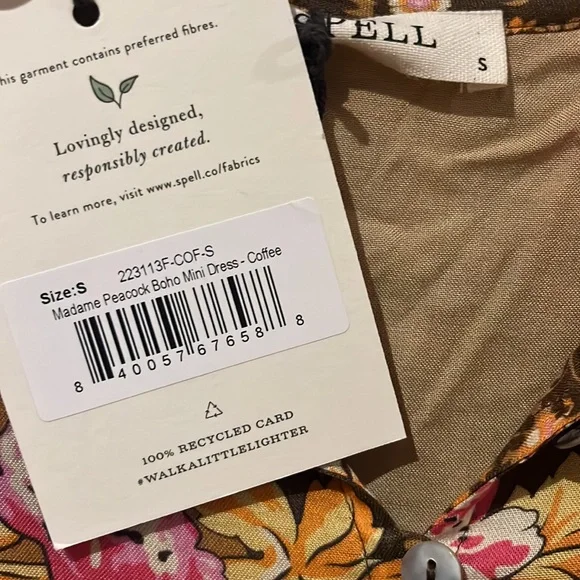 SPELL
S
This garment contains preferred fibres.
Lovingly designed,
responsibly created.
To learn more, visit www.spell.co/fabrics
Size:S 223113F-COF-S
Madame Peacock Boho Mini Dress - Coffee
8 40057 67658 8
100% RECYCLED CARD
#WALKALITTLELIGHTER